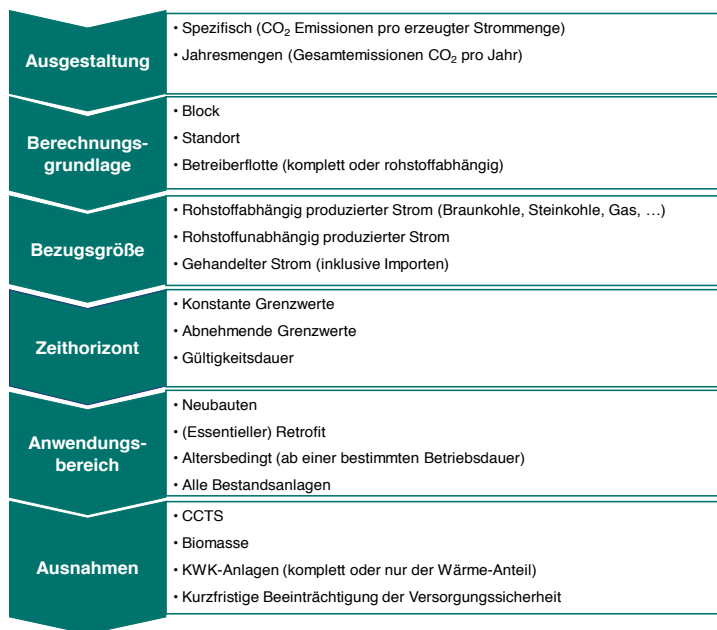 Ausgestaltung
• Spezifisch (CO₂ Emissionen pro erzeugter Strommenge)
• Jahresmengen (Gesamtemissionen CO₂ pro Jahr)
Berechnungs-
grundlage
• Block
• Standort
• Betreiberflotte (komplett oder rohstoffabhängig)
Bezugsgröße
• Rohstoffabhängig produzierter Strom (Braunkohle, Steinkohle, Gas, …)
• Rohstoffunabhängig produzierter Strom
• Gehandelter Strom (inklusive Importen)
Zeithorizont
• Konstante Grenzwerte
• Abnehmende Grenzwerte
• Gültigkeitsdauer
Anwendungs-
bereich
• Neubauten
• (Essentieller) Retrofit
• Altersbedingt (ab einer bestimmten Betriebsdauer)
• Alle Bestandsanlagen
Ausnahmen
• CCTS
• Biomasse
• KWK-Anlagen (komplett oder nur der Wärme-Anteil)
• Kurzfristige Beeinträchtigung der Versorgungssicherheit